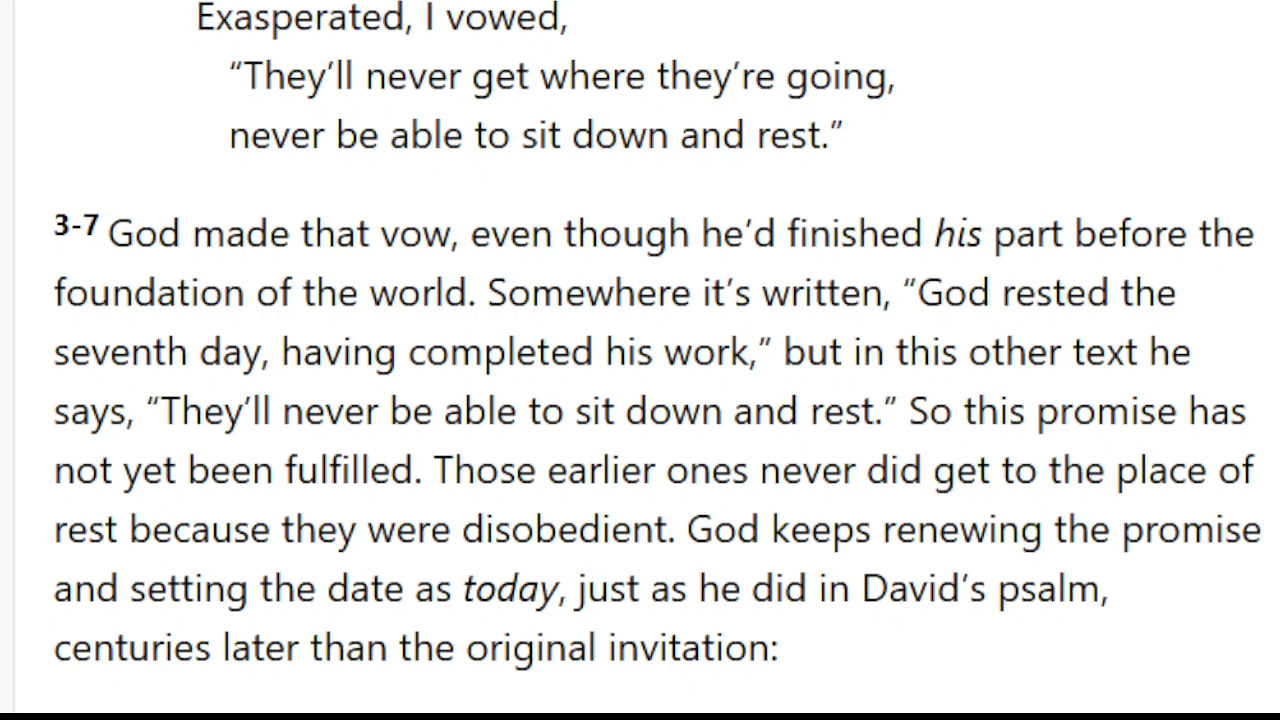 Exasperated, I vowed,
“They’ll never get where they’re going,
never be able to sit down and rest.”
3-7 God made that vow, even though he’d finished his part before the
foundation of the world. Somewhere it’s written, “God rested the
seventh day, having completed his work,” but in this other text he
says, “They’ll never be able to sit down and rest.” So this promise has
not yet been fulfilled. Those earlier ones never did get to the place of
rest because they were disobedient. God keeps renewing the promise
and setting the date as today, just as he did in David’s psalm,
centuries later than the original invitation: